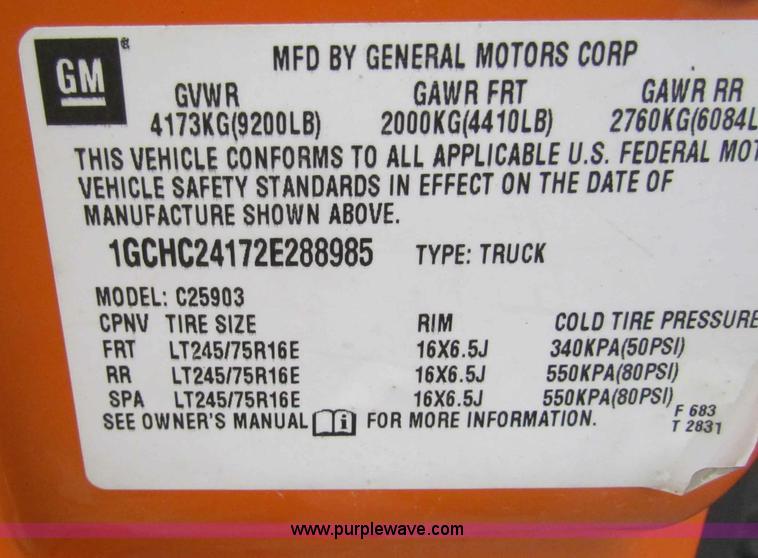 GM ®
MFD BY GENERAL MOTORS CORP
GVWR GAWR FRT GAWR RR
4173KG(9200LB) 2000KG(4410LB) 2760KG(6084L
THIS VEHICLE CONFORMS TO ALL APPLICABLE U.S. FEDERAL MOT
VEHICLE SAFETY STANDARDS IN EFFECT ON THE DATE OF
MANUFACTURE SHOWN ABOVE.
1GCHC24172E288985 TYPE: TRUCK
MODEL: C25903
CPNV TIRE SIZE RIM COLD TIRE PRESSURE
FRT LT245/75R16E 16X6.5J 340KPA(50PSI)
RR LT245/75R16E 16X6.5J 550KPA(80PSI)
SPA LT245/75R16E 16X6.5J 550KPA(80PSI)
SEE OWNER'S MANUAL i FOR MORE INFORMATION.
F 683
T 2831
www.purplewave.com